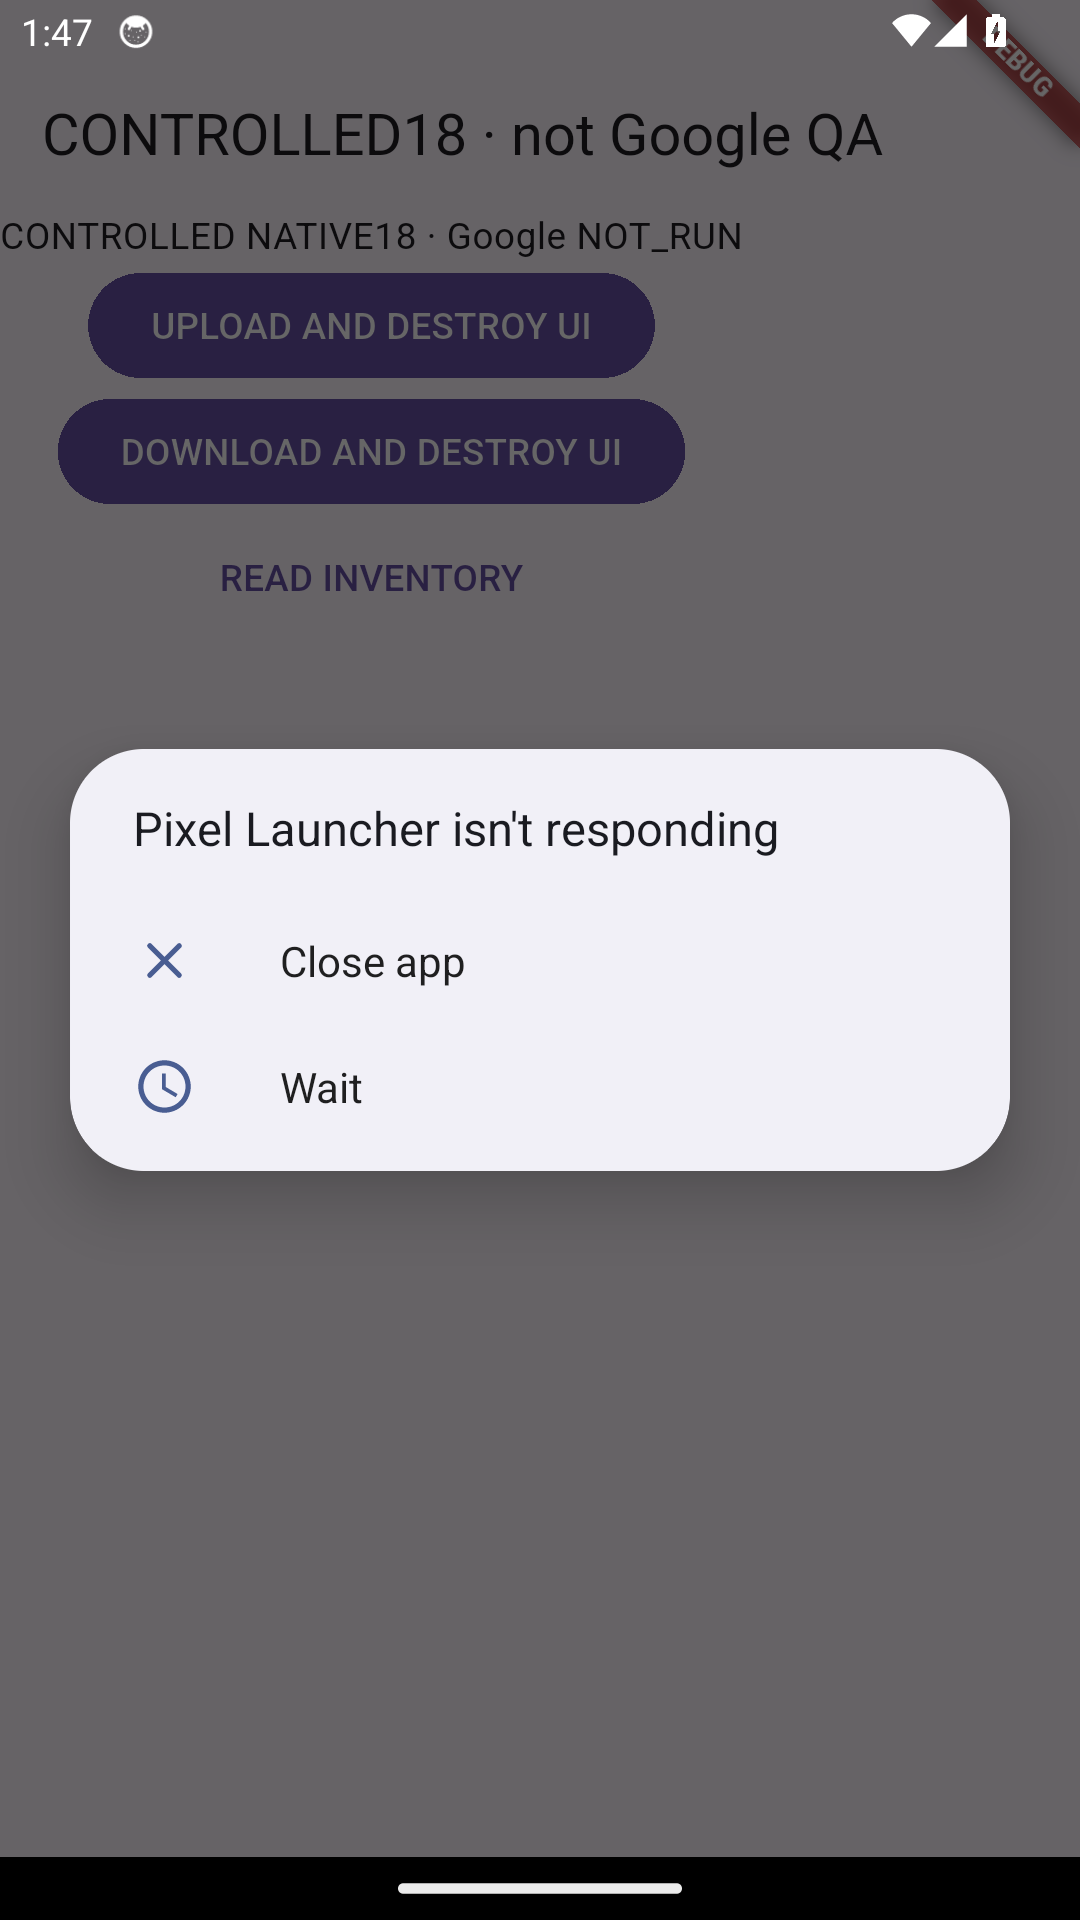 1:47
DEBUG
CONTROLLED18 · not Google QA
CONTROLLED NATIVE18 · Google NOT_RUN
UPLOAD AND DESTROY UI
DOWNLOAD AND DESTROY UI
READ INVENTORY
Pixel Launcher isn't responding
Close app
Wait